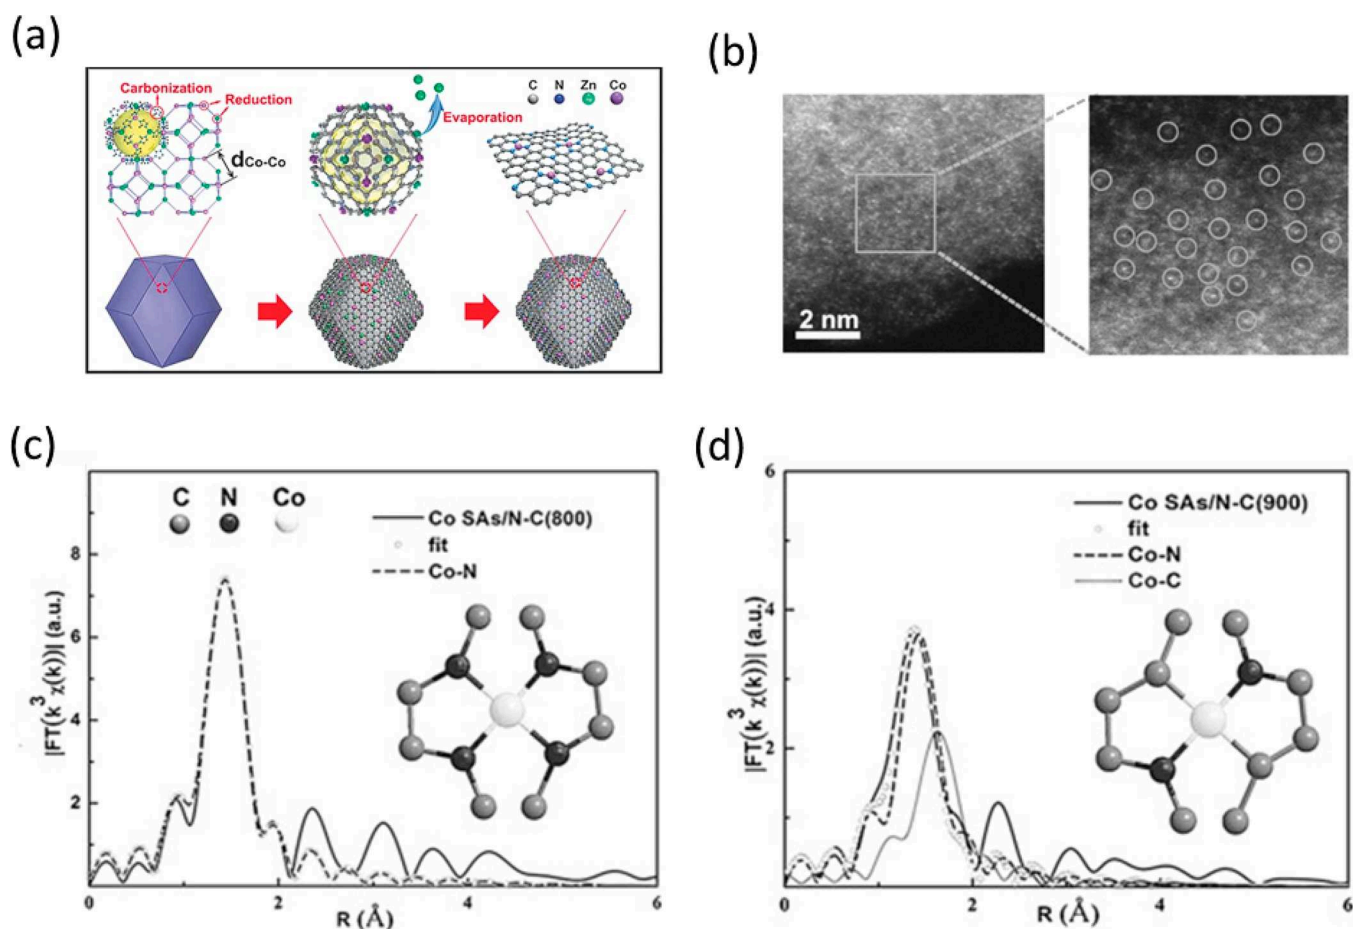 (a)
Carbonization
Reduction
dCo-Co
Evaporation
C N Zn Co
(b)
2 nm
(c)
C N Co
Co SAs/N-C(800)
fit
Co-N
|FT(k³χ(k))| (a.u.)
8
6
4
2
0 2 4 6
R (Å)
(d)
Co SAs/N-C(900)
fit
Co-N
Co-C
|FT(k³χ(k))| (a.u.)
6
4
2
0 2 4 6
R (Å)